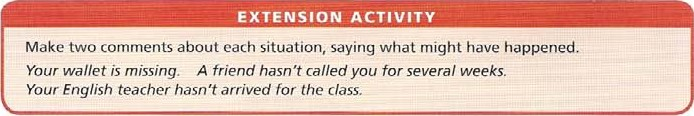 EXTENSION ACTIVITY
Make two comments about each situation, saying what might have happened.
Your wallet is missing. A friend hasn't called you for several weeks.
Your English teacher hasn't arrived for the class.